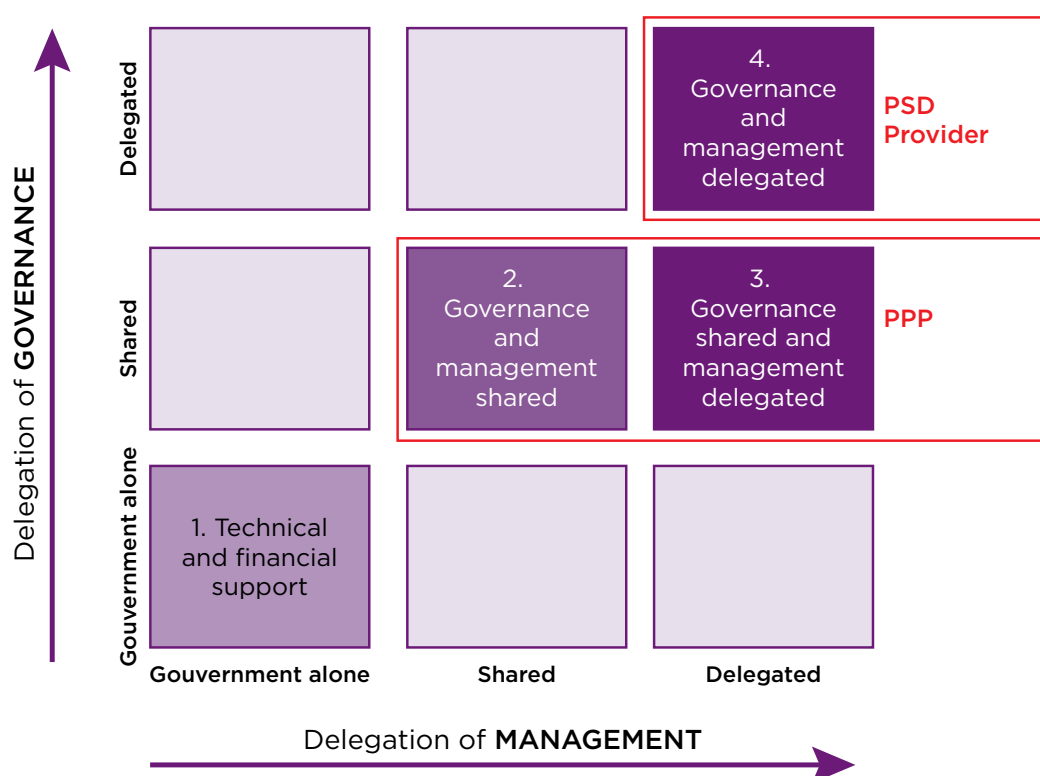 Delegation of GOVERNANCE
Delegated
4.
Governance
and
management
delegated
PSD
Provider
Shared
2.
Governance
and
management
shared
3.
Governance
shared and
management
delegated
PPP
Gouvernment alone
1. Technical
and financial
support
Gouvernment alone
Shared
Delegated
Delegation of MANAGEMENT